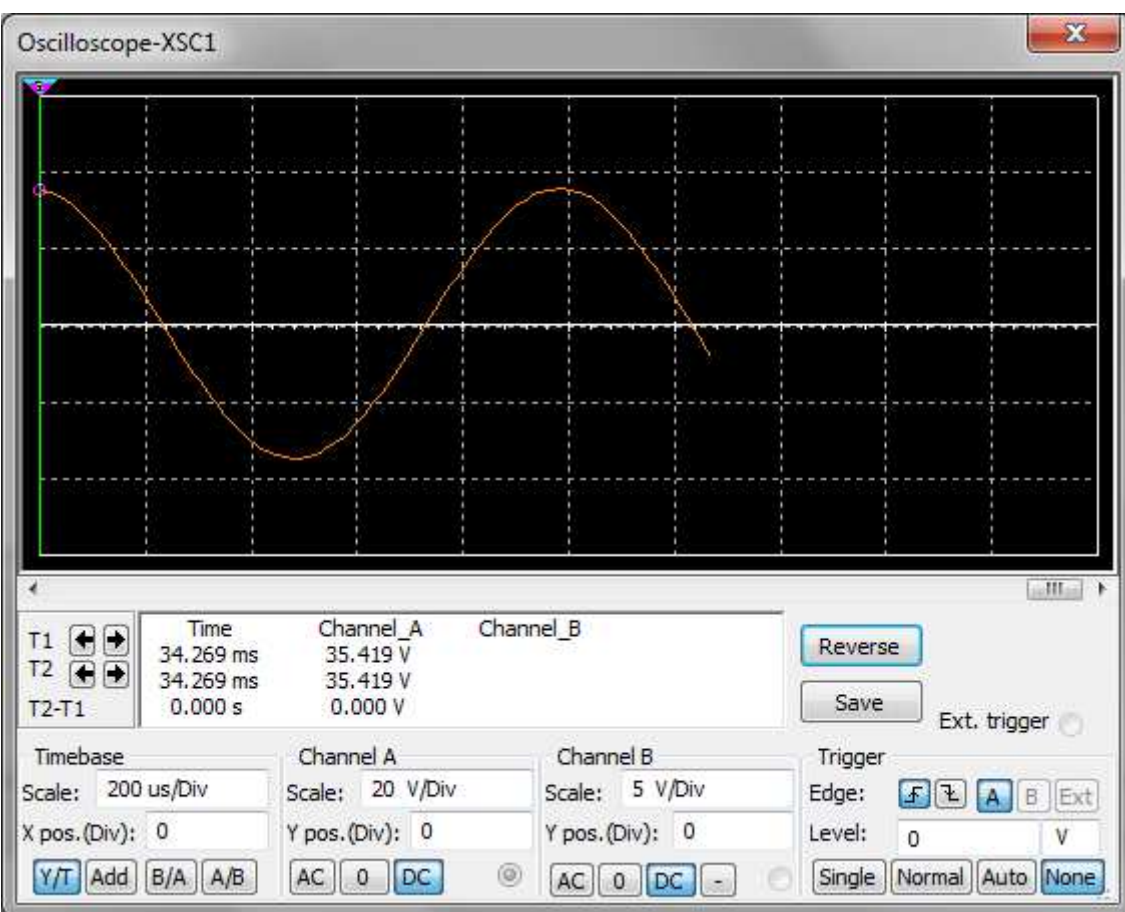 Oscilloscope-XSC1
Time Channel_A Channel_B
T1 34.269 ms 35.419 V
T2 34.269 ms 35.419 V
T2-T1 0.000 s 0.000 V
Reverse
Save
Ext. trigger
Timebase
Scale: 200 us/Div
X pos.(Div): 0
Y/T Add B/A A/B
Channel A
Scale: 20 V/Div
Y pos.(Div): 0
AC 0 DC
Channel B
Scale: 5 V/Div
Y pos.(Div): 0
AC 0 DC -
Trigger
Edge: A B Ext
Level: 0 V
Single Normal Auto None